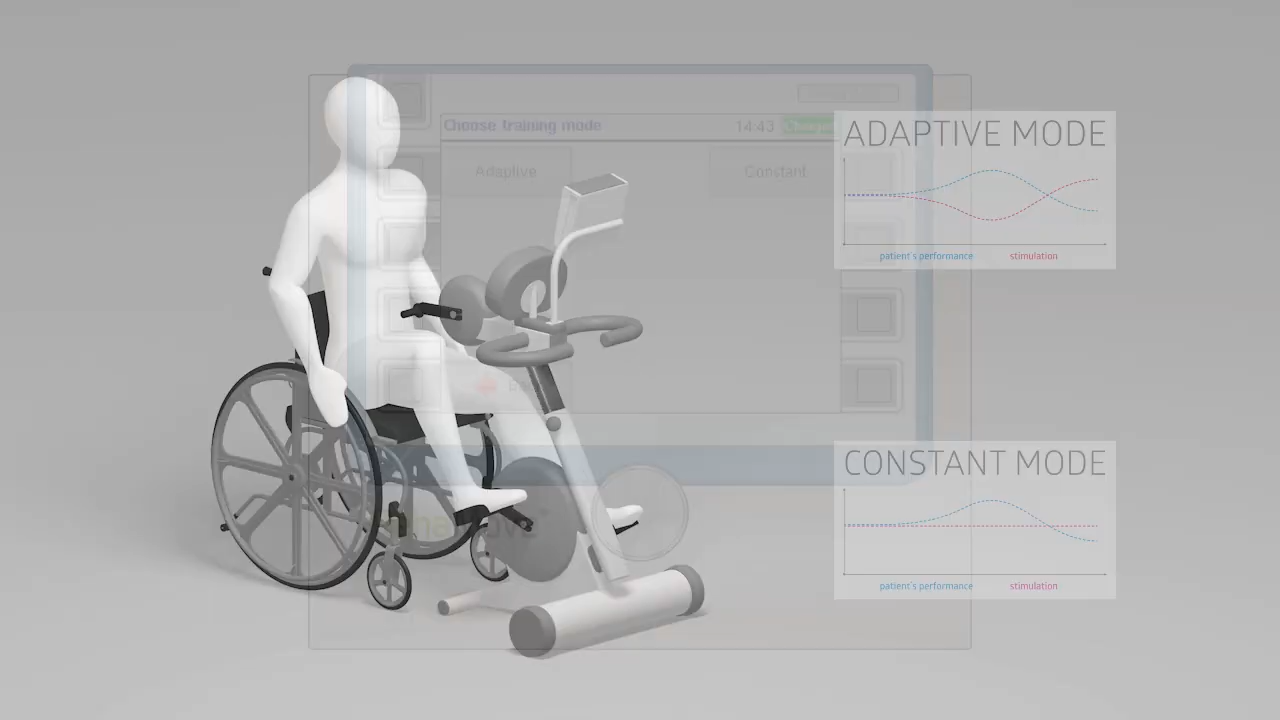 Choose training mode
14:43
Adaptive
Constant
ADAPTIVE MODE
patient's performance
stimulation
CONSTANT MODE
patient's performance
stimulation